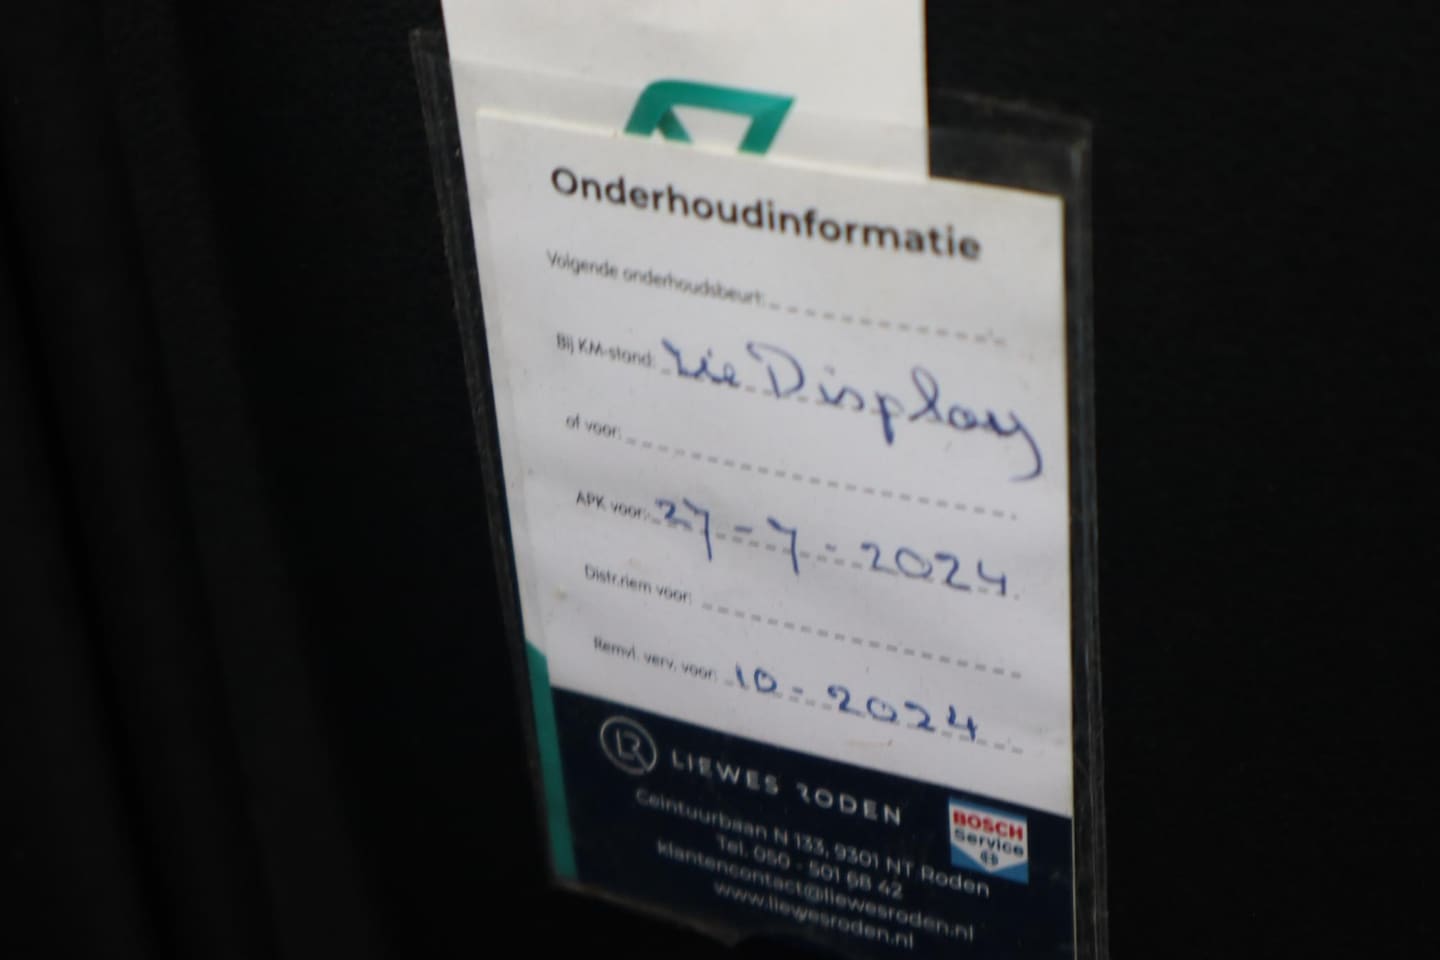 Onderhoudinformatie
Volgende onderhoudsbeurt:
Bij KM-stand: zie Display
of voor:
APK voor: 27-7-2024
Distr.riem voor:
Remvl. verv. voor: 10-2024
LR LIEWES RODEN
Ceintuurbaan N 133, 9301 NT Roden
Tel. 050 - 501 68 42
klantencontact@liewesroden.nl
www.liewesroden.nl
BOSCH
Service